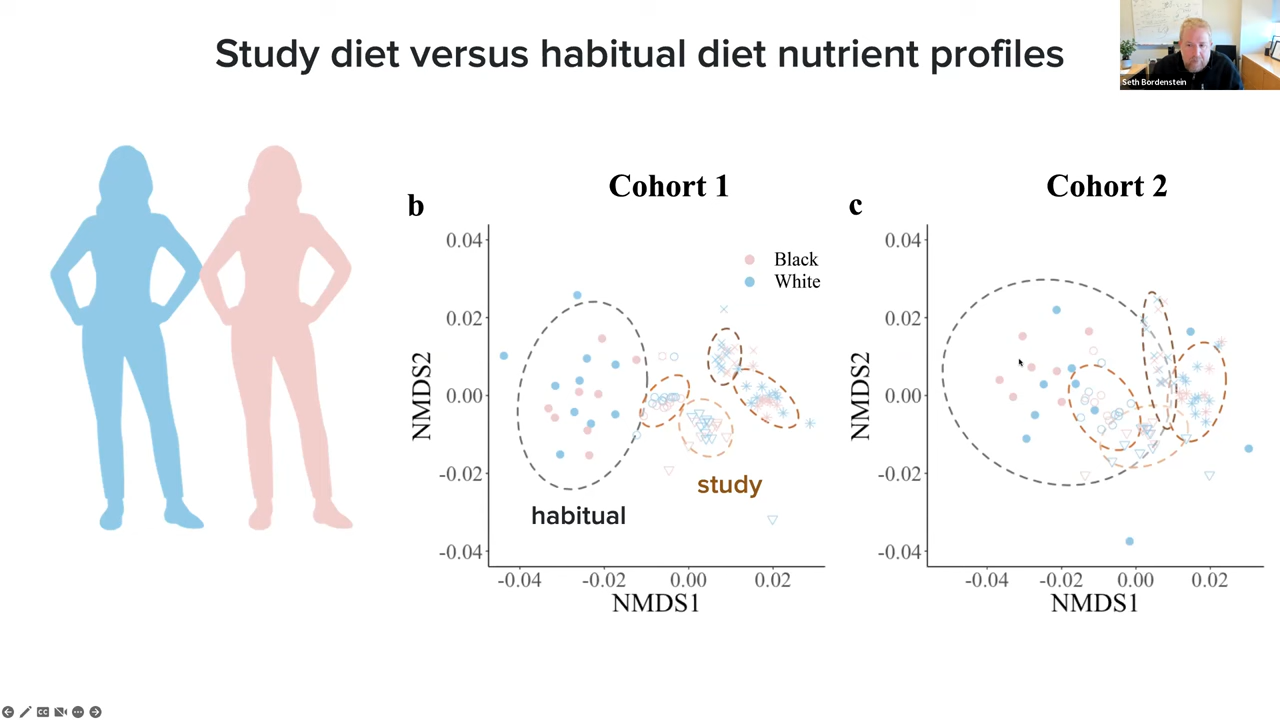 Study diet versus habitual diet nutrient profiles
Seth Bordenstein
b
Cohort 1
0.04
0.02
0.00
-0.02
-0.04
NMDS2
Black
White
habitual
study
-0.04
-0.02
0.00
0.02
NMDS1
c
Cohort 2
0.04
0.02
0.00
-0.02
-0.04
NMDS2
-0.04
-0.02
0.00
0.02
NMDS1
CC